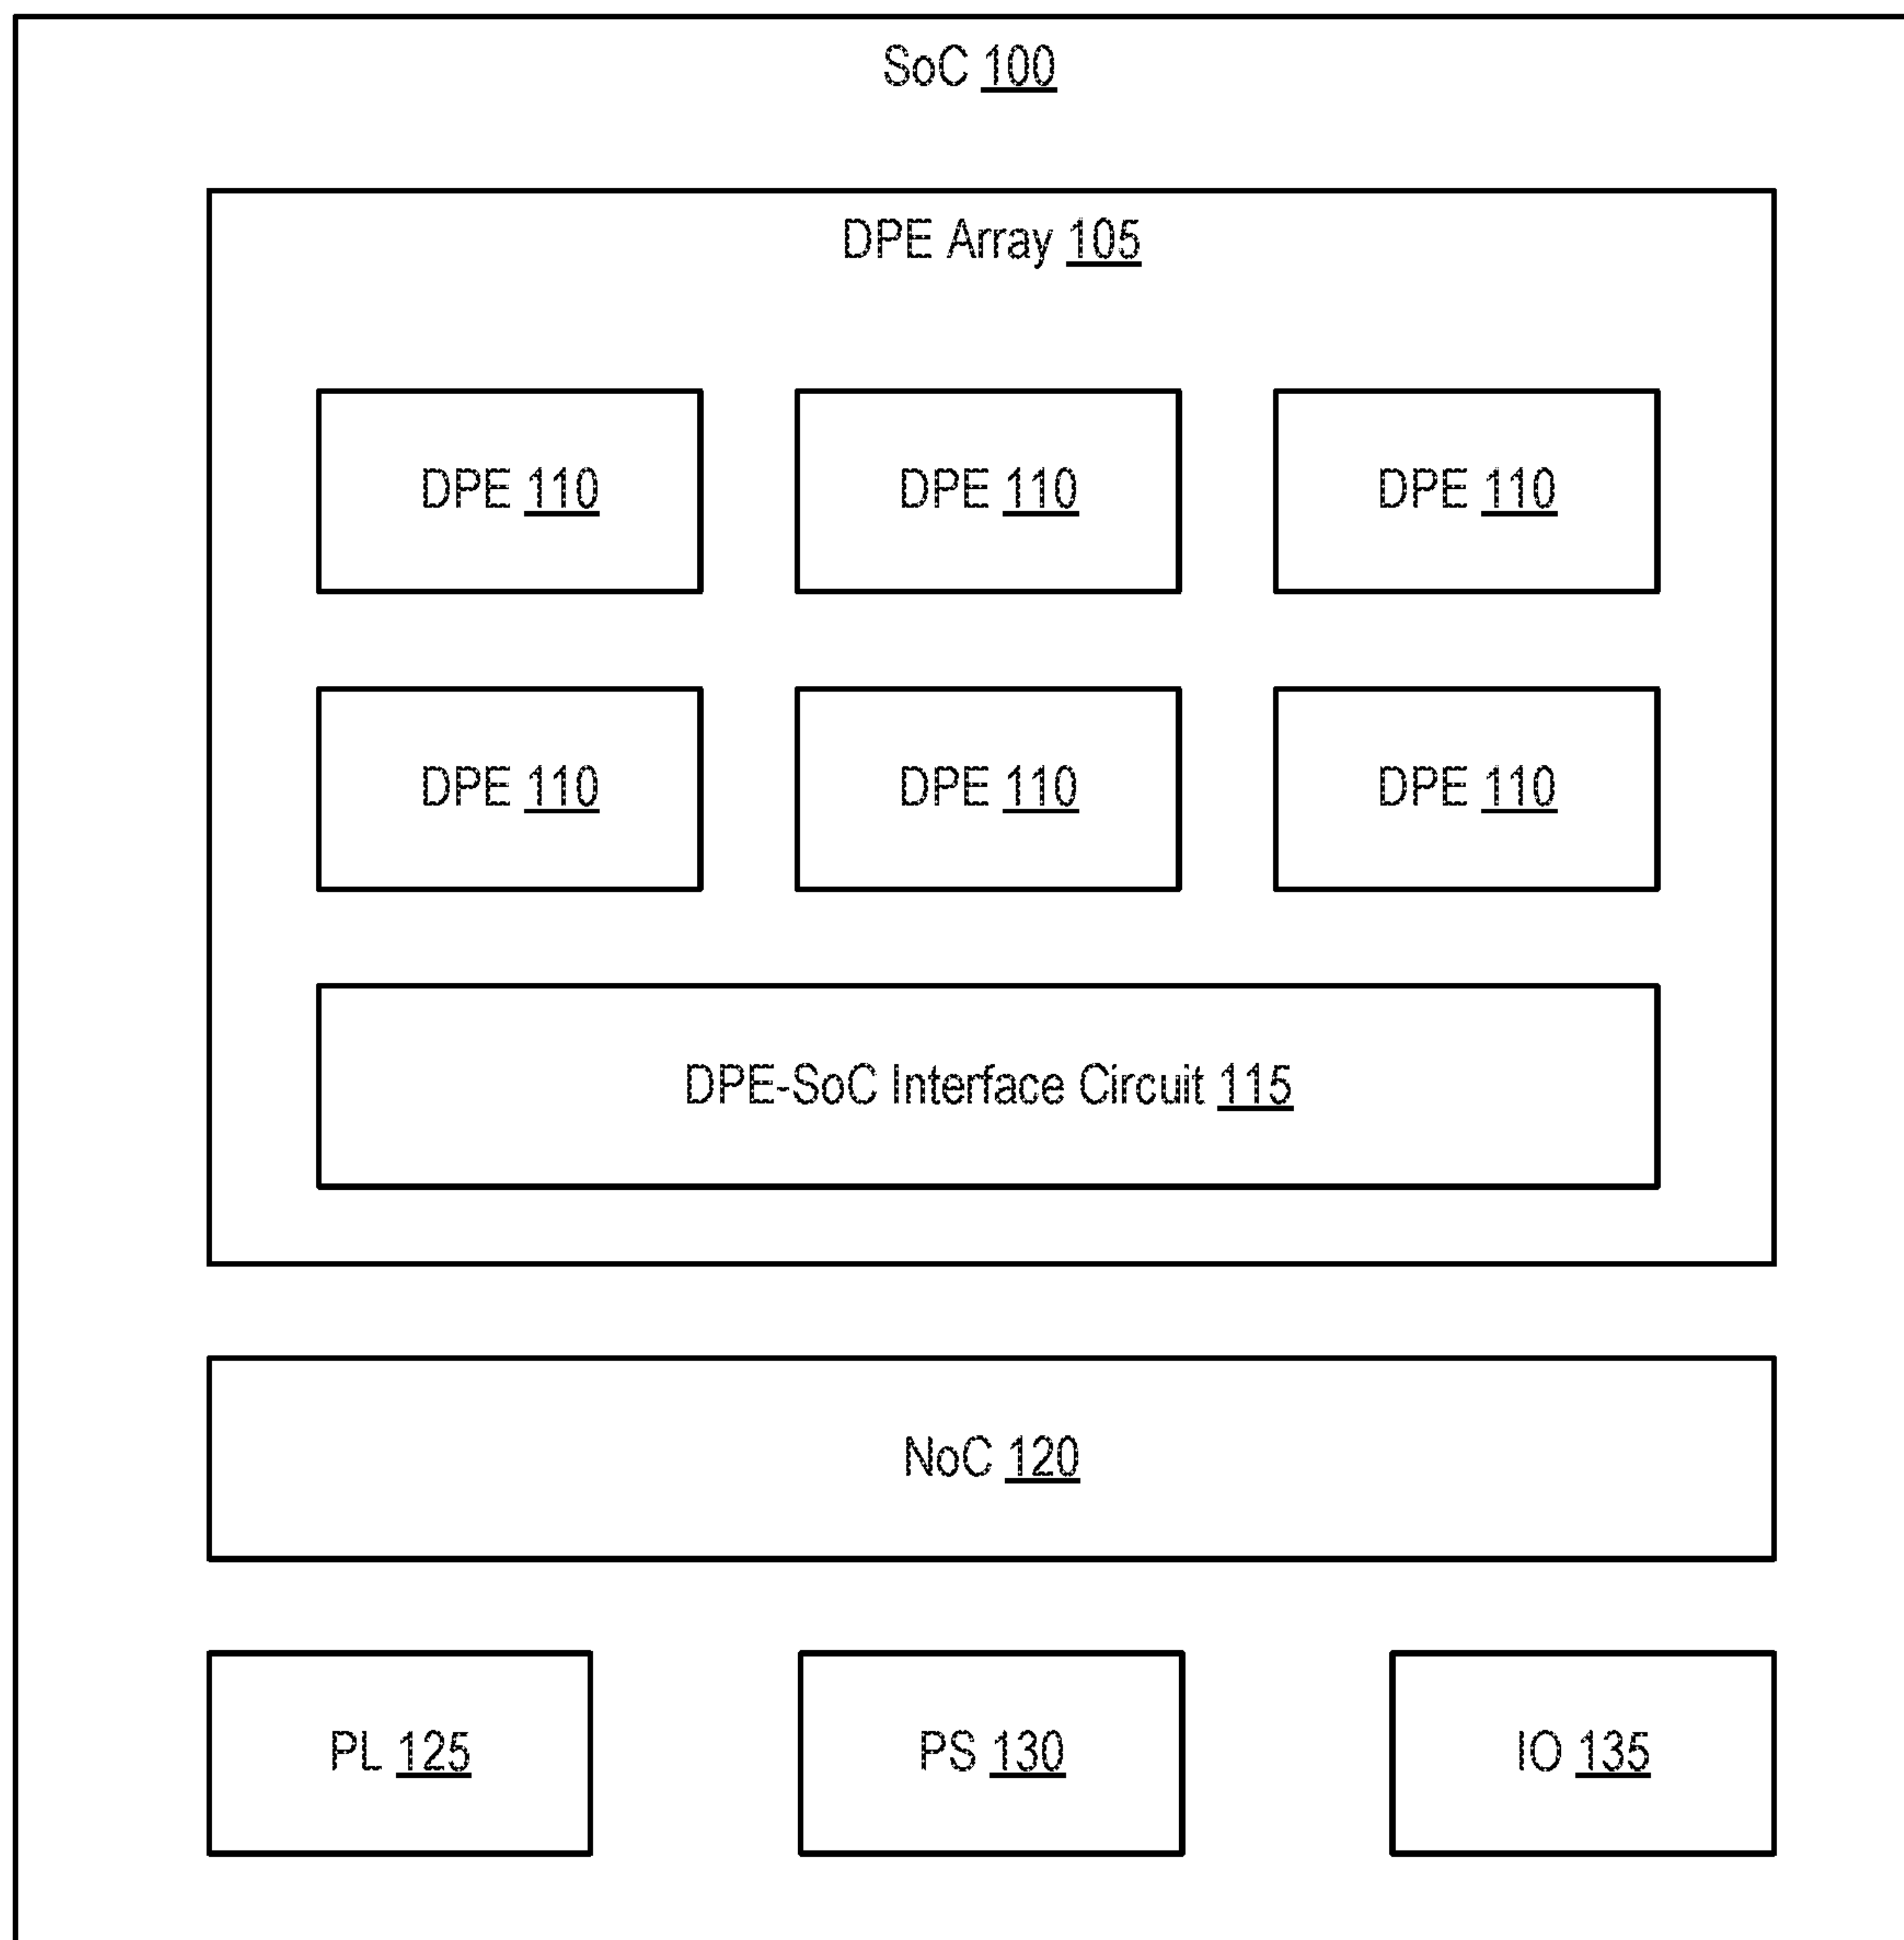 SoC 100
DPE Array 105
DPE 110 DPE 110 DPE 110
DPE 110 DPE 110 DPE 110
DPE-SoC Interface Circuit 115
NoC 120
PL 125 PS 130 IO 135